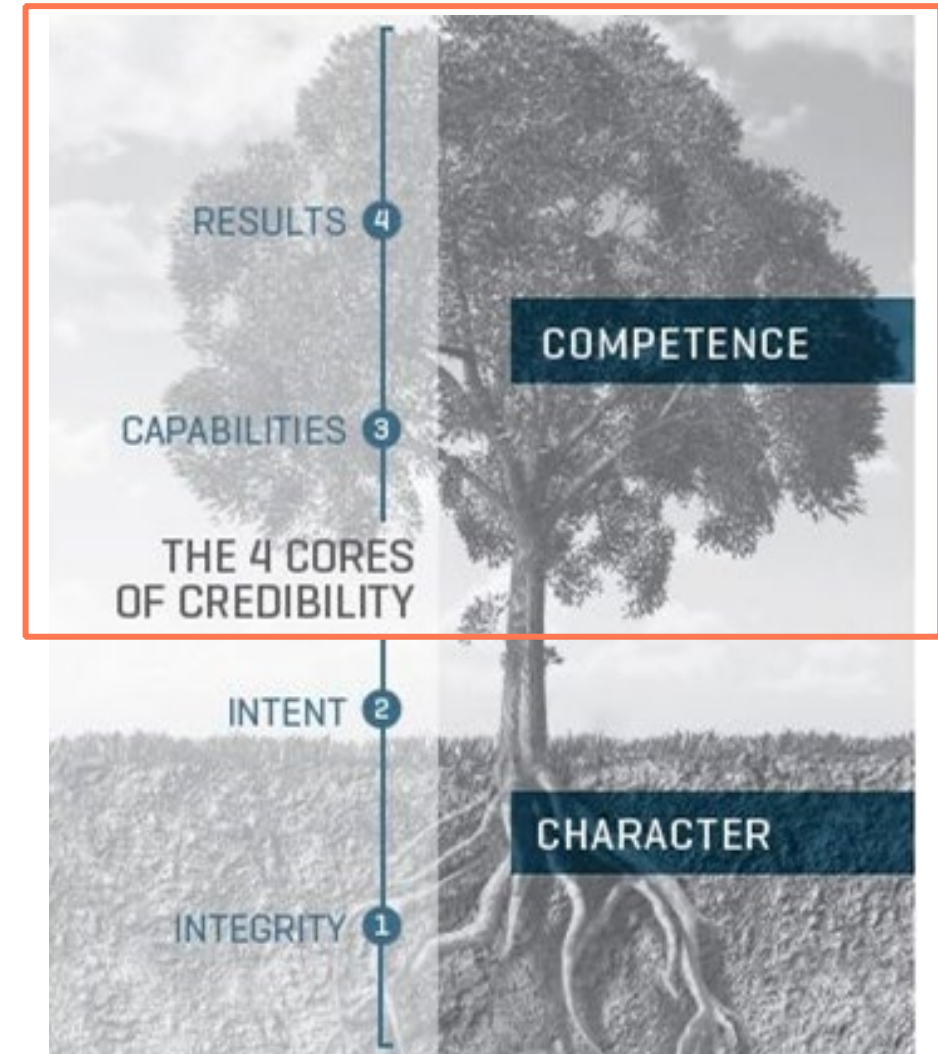 RESULTS 4
COMPETENCE
CAPABILITIES 3
THE 4 CORES
OF CREDIBILITY
INTENT 2
CHARACTER
INTEGRITY 1